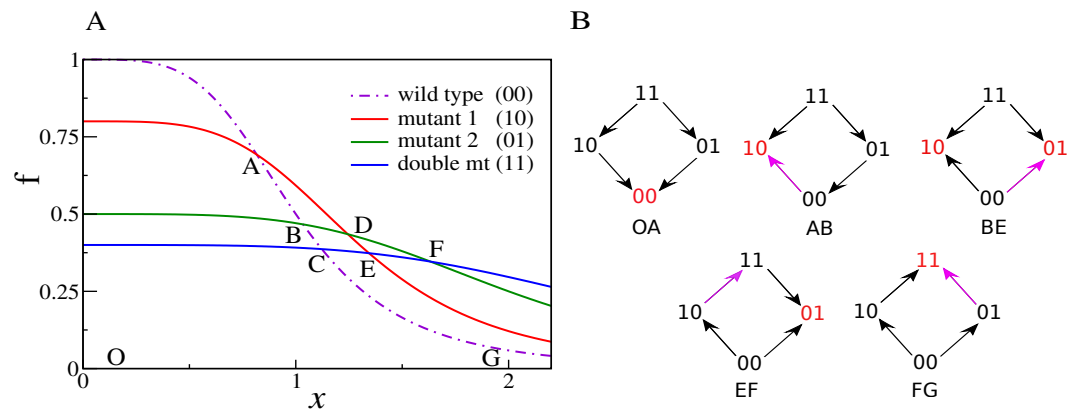 A
B
1
0.75
0.5
0.25
0
f
wild type (00)
mutant 1 (10)
mutant 2 (01)
double mt (11)
A
B
C
D
E
F
O
G
0
1
2
x
11
10
01
00
OA
11
10
01
00
AB
11
10
01
00
BE
11
10
01
00
EF
11
10
01
00
FG